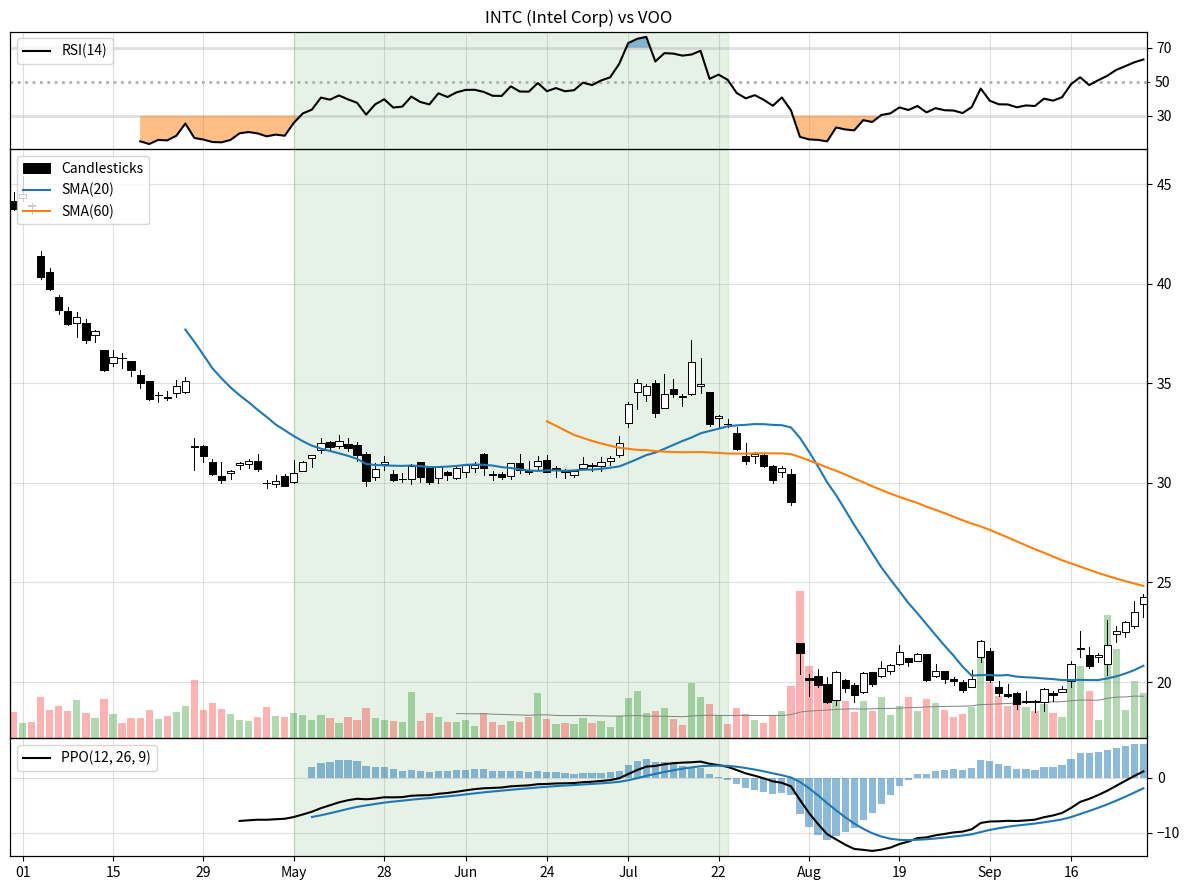 INTC (Intel Corp) vs VOO
RSI(14)
70
50
30
Candlesticks
SMA(20)
SMA(60)
45
40
35
30
25
20
PPO(12, 26, 9)
0
−10
01 15 29 May 28 Jun 24 Jul 22 Aug 19 Sep 16